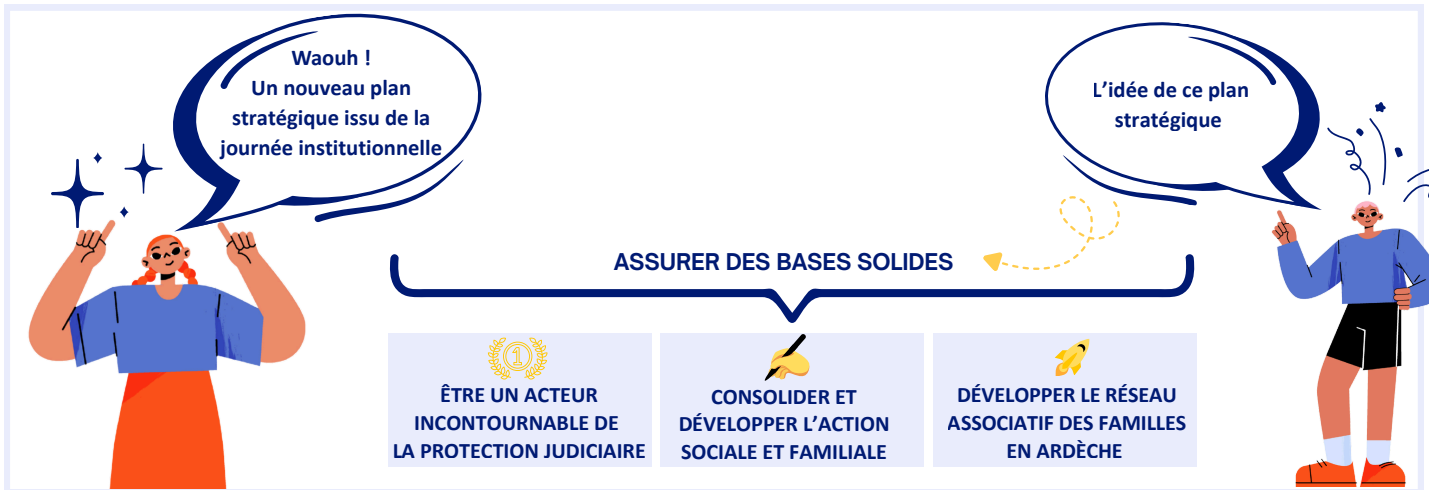 Waouh !
Un nouveau plan
stratégique issu de la
journée institutionnelle
L'idée de ce plan
stratégique
ASSURER DES BASES SOLIDES
1
ÊTRE UN ACTEUR
INCONTOURNABLE DE
LA PROTECTION JUDICIAIRE
CONSOLIDER ET
DÉVELOPPER L'ACTION
SOCIALE ET FAMILIALE
DÉVELOPPER LE RÉSEAU
ASSOCIATIF DES FAMILLES
EN ARDÈCHE